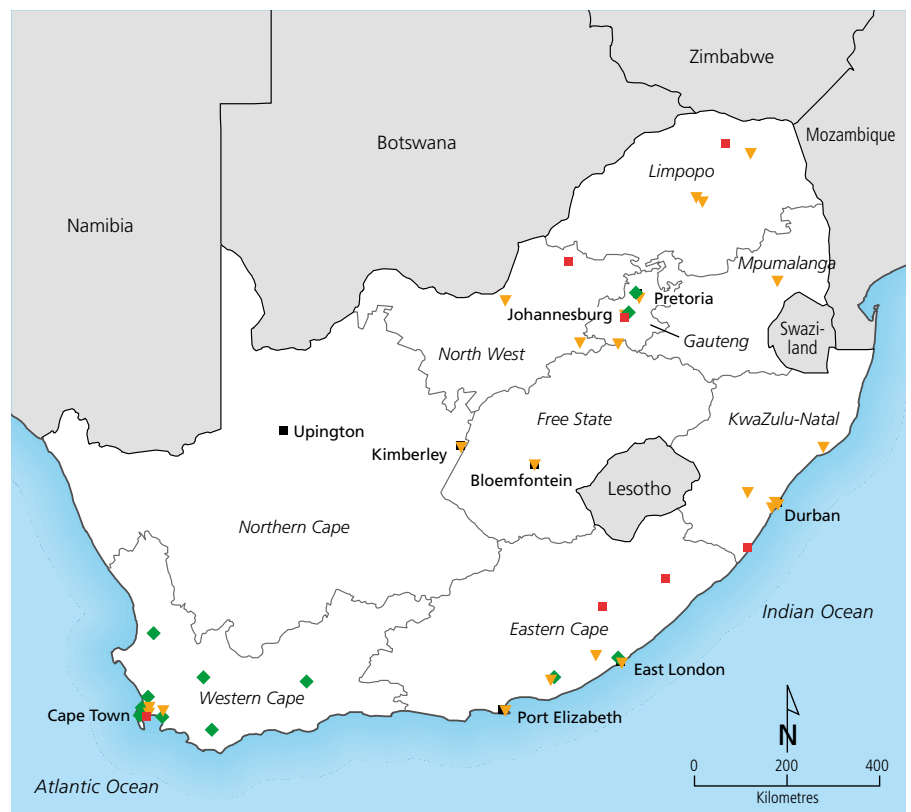 Zimbabwe
Mozambique
Botswana
Limpopo
Namibia
Mpumalanga
Pretoria
Johannesburg
Swazi-
land
Gauteng
North West
Free State
KwaZulu-Natal
Upington
Kimberley
Bloemfontein
Lesotho
Durban
Northern Cape
Indian Ocean
Eastern Cape
East London
Western Cape
Cape Town
Port Elizabeth
N
Atlantic Ocean
0 200 400
Kilometres